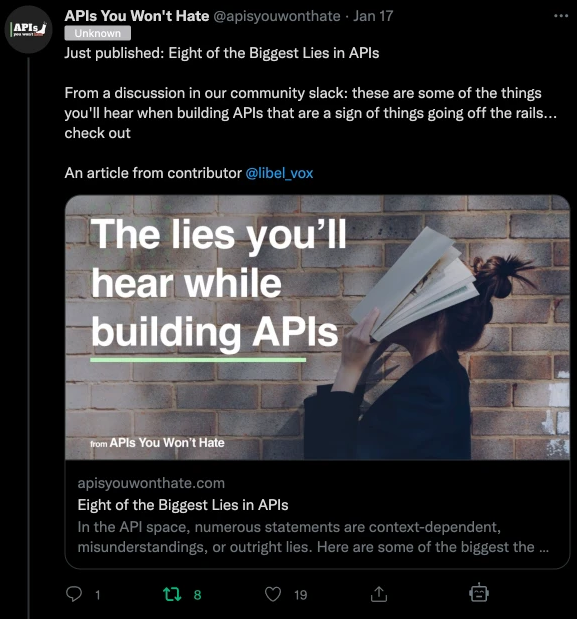 APIs You Won't Hate @apisyouwonthate · Jan 17
Unknown
Just published: Eight of the Biggest Lies in APIs
From a discussion in our community slack: these are some of the things
you'll hear when building APIs that are a sign of things going off the rails...
check out
An article from contributor @libel_vox
The lies you’ll
hear while
building APIs
from APIs You Won’t Hate
apisyouwonthate.com
Eight of the Biggest Lies in APIs
In the API space, numerous statements are context-dependent,
misunderstandings, or outright lies. Here are some of the biggest the ...
1 8 19